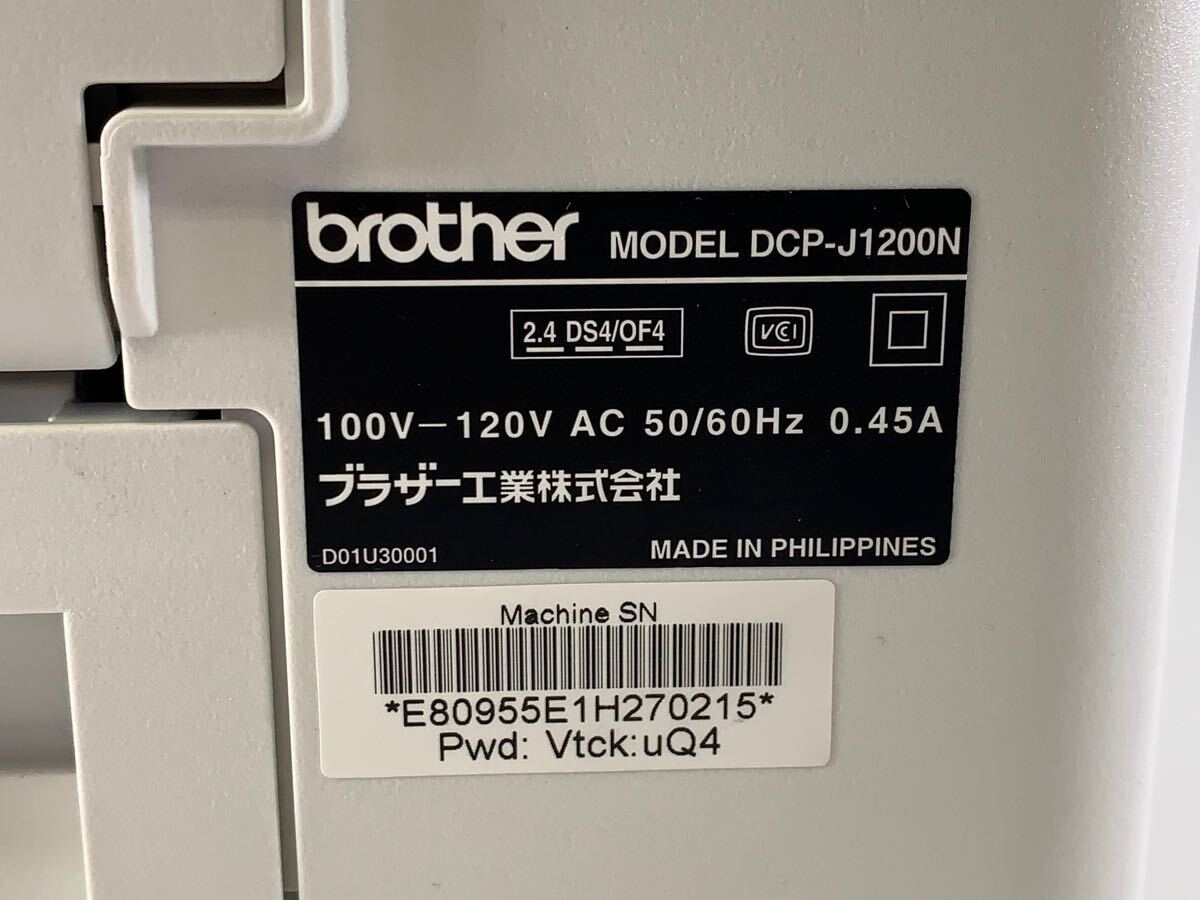 brother MODEL DCP-J1200N
2.4 DS4/OF4 VCI
100V－120V AC 50/60Hz 0.45A
ブラザー工業株式会社
D01U30001 MADE IN PHILIPPINES
Machine SN
*E80955E1H270215*
Pwd: Vtck:uQ4